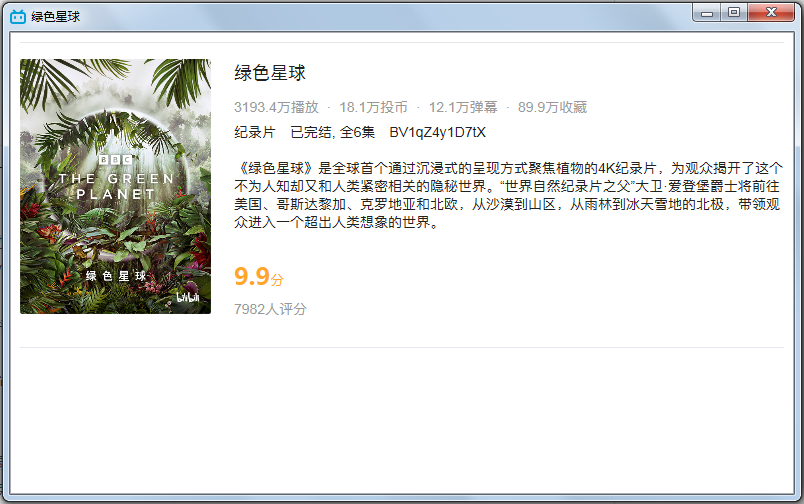 绿色星球
绿色星球
3193.4万播放 · 18.1万投币 · 12.1万弹幕 · 89.9万收藏
纪录片 已完结, 全6集 BV1qZ4y1D7tX
《绿色星球》是全球首个通过沉浸式的呈现方式聚焦植物的4K纪录片，为观众揭开了这个
不为人知却又和人类紧密相关的隐秘世界。“世界自然纪录片之父”大卫·爱登堡爵士将前往
美国、哥斯达黎加、克罗地亚和北欧，从沙漠到山区，从雨林到冰天雪地的北极，带领观
众进入一个超出人类想象的世界。
9.9分
7982人评分
BBC
THE GREEN
PLANET
绿色星球
bilibili